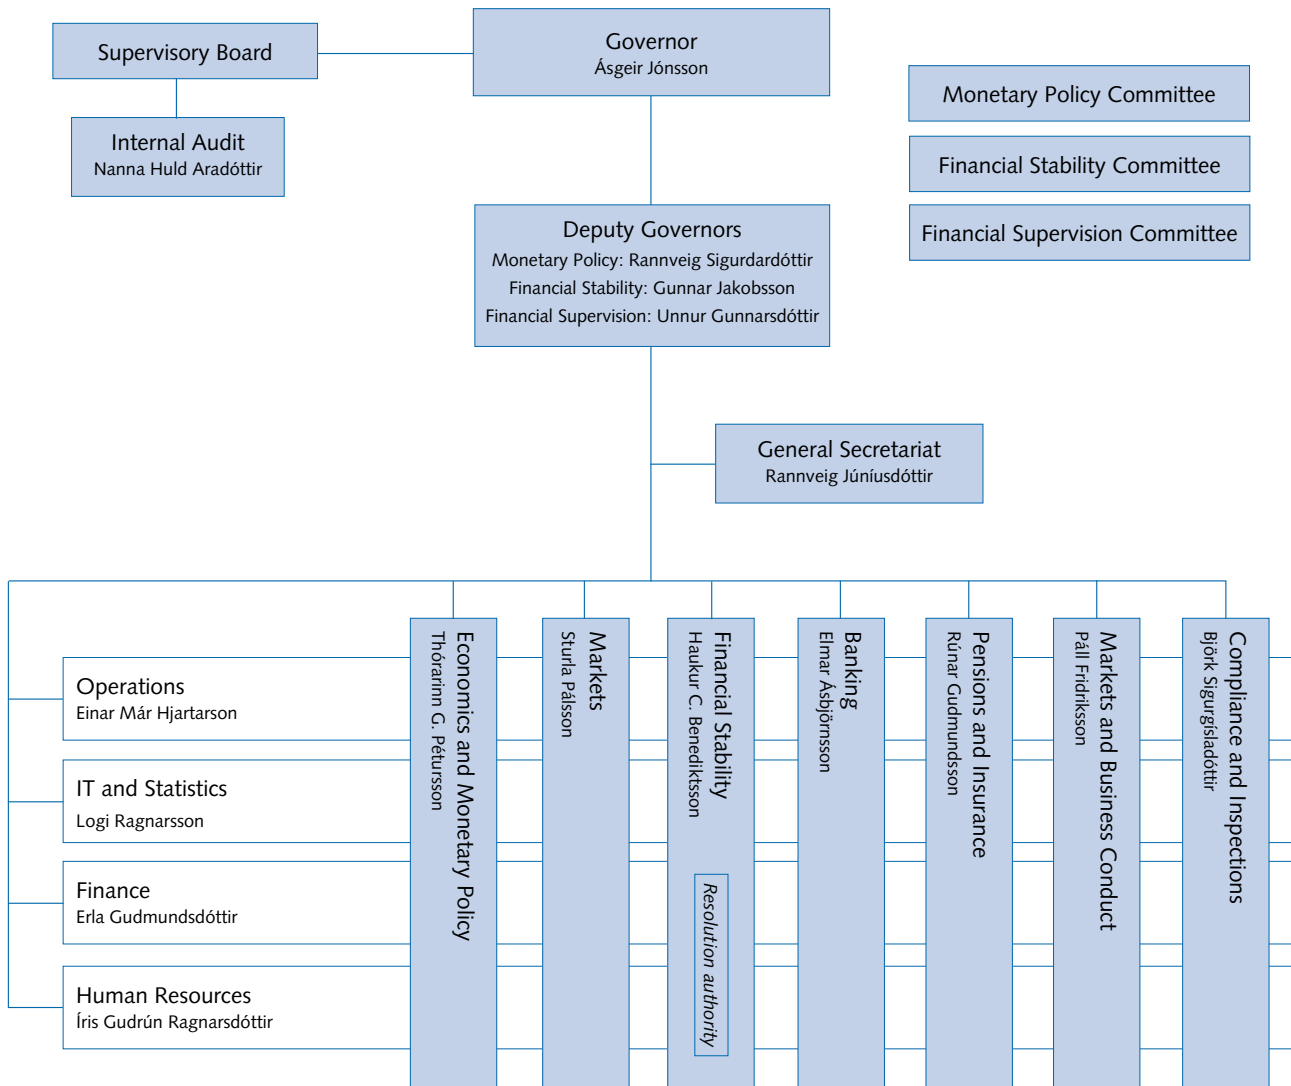 Supervisory Board
Governor
Ásgeir Jónsson
Internal Audit
Nanna Huld Aradóttir
Monetary Policy Committee
Financial Stability Committee
Financial Supervision Committee
Deputy Governors
Monetary Policy: Rannveig Sigurdardóttir
Financial Stability: Gunnar Jakobsson
Financial Supervision: Unnur Gunnarsdóttir
General Secretariat
Rannveig Júníusdóttir
Operations
Einar Már Hjartarson
IT and Statistics
Logi Ragnarsson
Finance
Erla Gudmundsdóttir
Human Resources
Íris Gudrún Ragnarsdóttir
Economics and Monetary Policy
Thórarinn G. Pétursson
Markets
Sturla Pálsson
Financial Stability
Haukur C. Benediktsson
Resolution authority
Banking
Elmar Ásbjörnsson
Pensions and Insurance
Rúnar Gudmundsson
Markets and Business Conduct
Páll Fridriksson
Compliance and Inspections
Björk Sigurgísladóttir